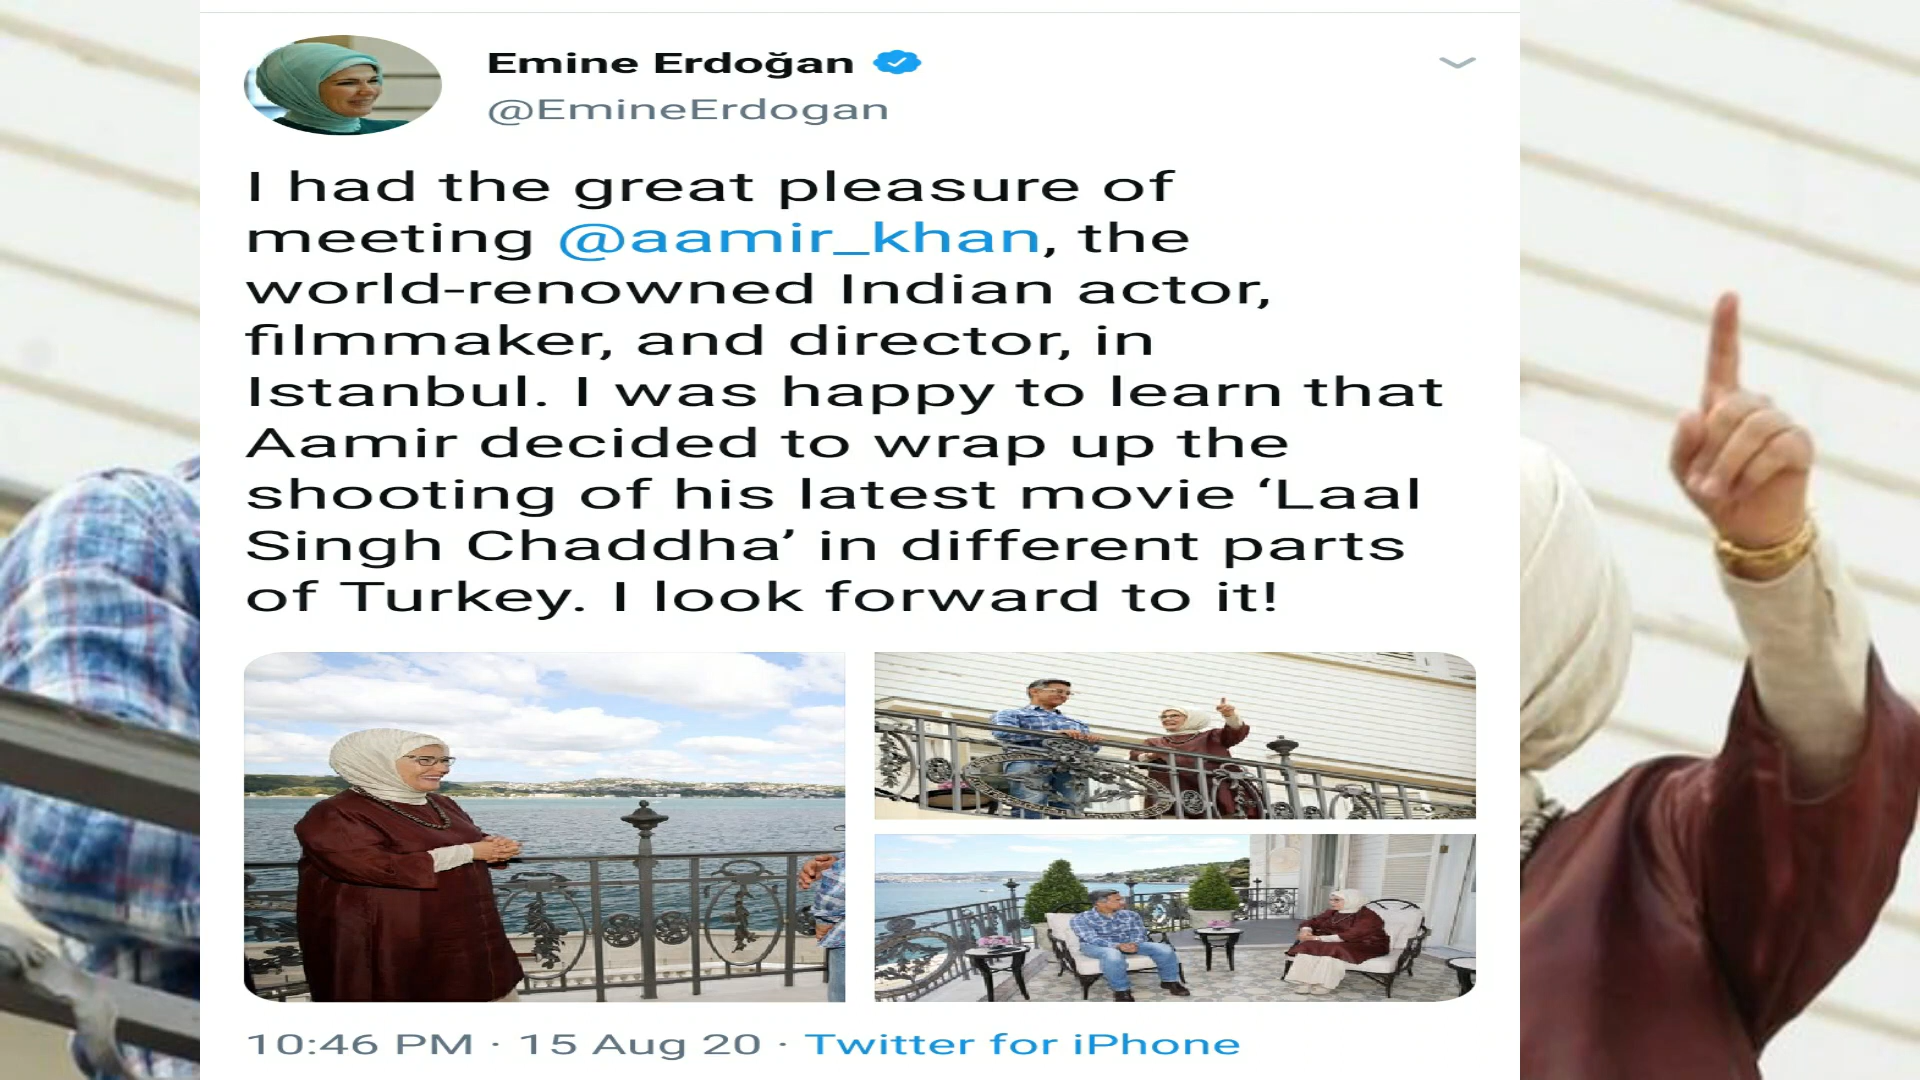 Emine Erdoğan
@EmineErdogan
I had the great pleasure of
meeting @aamir_khan, the
world-renowned Indian actor,
filmmaker, and director, in
Istanbul. I was happy to learn that
Aamir decided to wrap up the
shooting of his latest movie ‘Laal
Singh Chaddha’ in different parts
of Turkey. I look forward to it!
10:46 PM · 15 Aug 20 · Twitter for iPhone